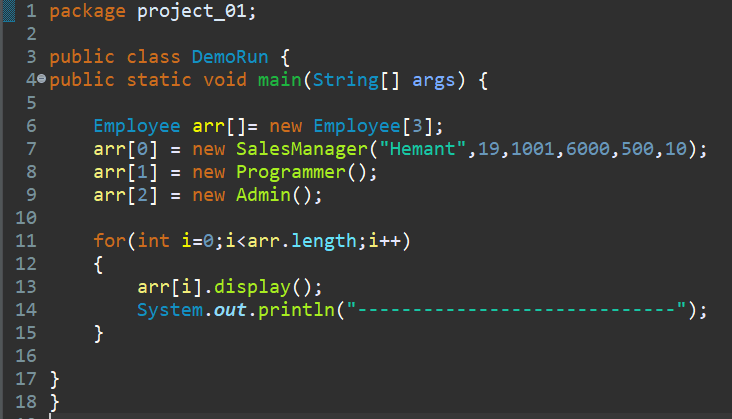 1 package project_01;
2
3 public class DemoRun {
4 public static void main(String[] args) {
5
6 Employee arr[]= new Employee[3];
7 arr[0] = new SalesManager("Hemant",19,1001,6000,500,10);
8 arr[1] = new Programmer();
9 arr[2] = new Admin();
10
11 for(int i=0;i<arr.length;i++)
12 {
13 arr[i].display();
14 System.out.println("-----------------------------");
15 }
16
17 }
18 }